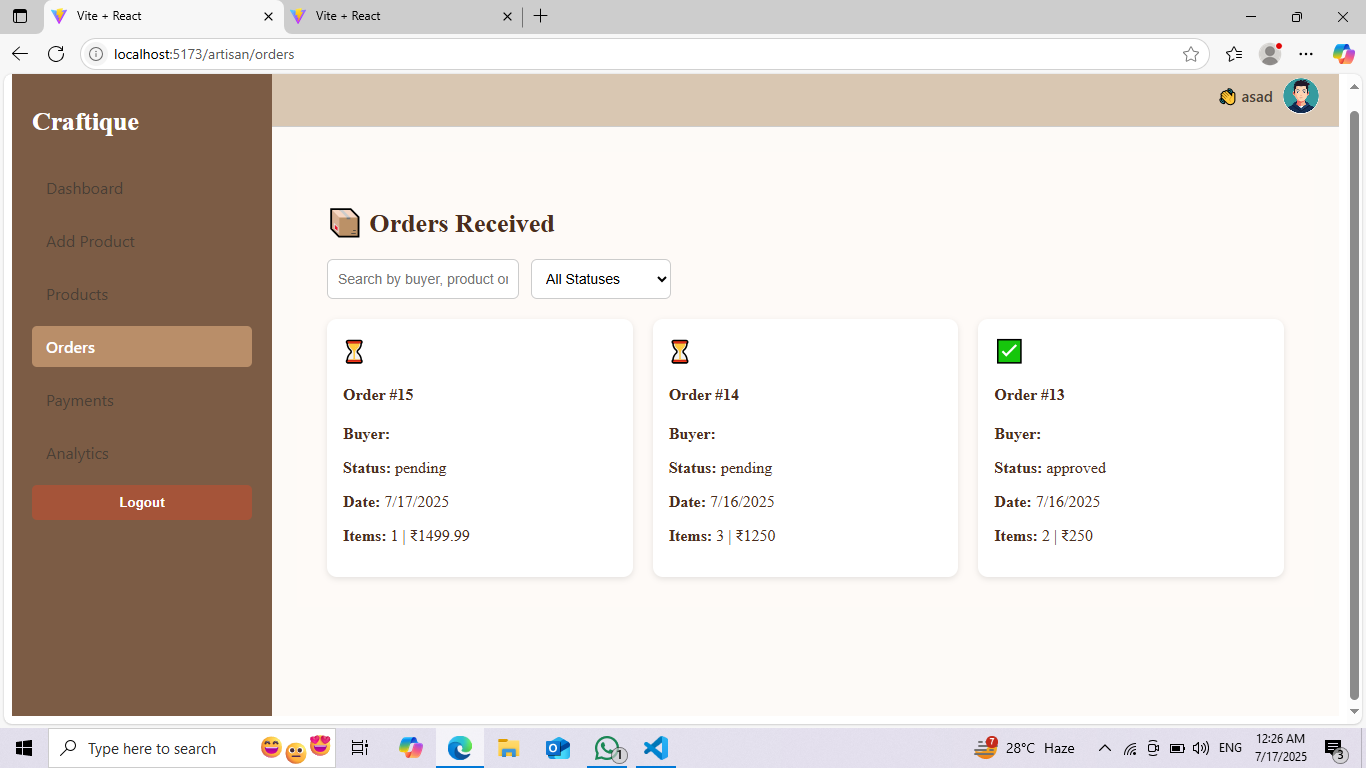 Vite + React
Vite + React
localhost:5173/artisan/orders
Craftique
👋 asad
Dashboard
Add Product
Products
Orders
Payments
Analytics
Logout
📦 Orders Received
Search by buyer, product or
All Statuses
⏳
Order #15
Buyer:
Status: pending
Date: 7/17/2025
Items: 1 | ₹1499.99
⏳
Order #14
Buyer:
Status: pending
Date: 7/16/2025
Items: 3 | ₹1250
✅
Order #13
Buyer:
Status: approved
Date: 7/16/2025
Items: 2 | ₹250
Type here to search
1
7
28°C Haze
ENG
12:26 AM
7/17/2025
3